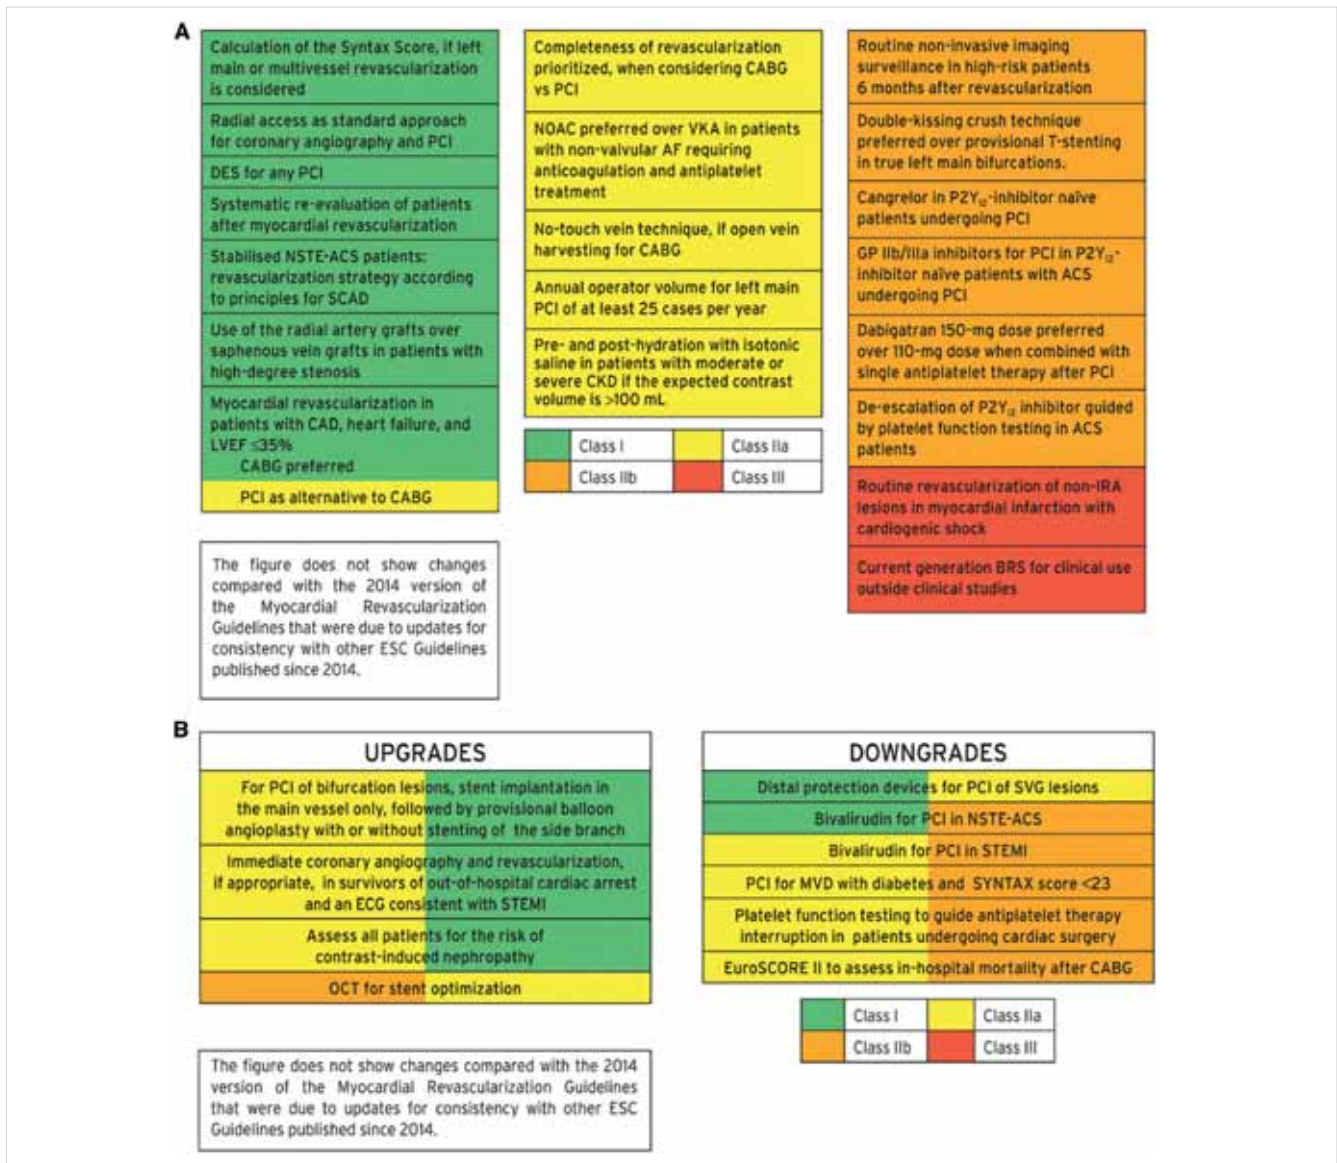 A
Calculation of the Syntax Score, if left
main or multivessel revascularization
is considered
Radial access as standard approach
for coronary angiography and PCI
DES for any PCI
Systematic re-evaluation of patients
after myocardial revascularization
Stabilised NSTE-ACS patients:
revascularization strategy according
to principles for SCAD
Use of the radial artery grafts over
saphenous vein grafts in patients with
high-degree stenosis
Myocardial revascularization in
patients with CAD, heart failure, and
LVEF ≤35%
CABG preferred
PCI as alternative to CABG
The figure does not show changes
compared with the 2014 version of
the Myocardial Revascularization
Guidelines that were due to updates for
consistency with other ESC Guidelines
published since 2014.
Completeness of revascularization
prioritized, when considering CABG
vs PCI
NOAC preferred over VKA in patients
with non-valvular AF requiring
anticoagulation and antiplatelet
treatment
No-touch vein technique, if open vein
harvesting for CABG
Annual operator volume for left main
PCI of at least 25 cases per year
Pre- and post-hydration with isotonic
saline in patients with moderate or
severe CKD if the expected contrast
volume is >100 mL
Class I
Class IIa
Class IIb
Class III
Routine non-invasive imaging
surveillance in high-risk patients
6 months after revascularization
Double-kissing crush technique
preferred over provisional T-stenting
in true left main bifurcations.
Cangrelor in P2Y₁₂-inhibitor naïve
patients undergoing PCI
GP IIb/IIIa inhibitors for PCI in P2Y₁₂-
inhibitor naïve patients with ACS
undergoing PCI
Dabigatran 150-mg dose preferred
over 110-mg dose when combined with
single antiplatelet therapy after PCI
De-escalation of P2Y₁₂ inhibitor guided
by platelet function testing in ACS
patients
Routine revascularization of non-IRA
lesions in myocardial infarction with
cardiogenic shock
Current generation BRS for clinical use
outside clinical studies
B
UPGRADES
For PCI of bifurcation lesions, stent implantation in
the main vessel only, followed by provisional balloon
angioplasty with or without stenting of the side branch
Immediate coronary angiography and revascularization,
if appropriate, in survivors of out-of-hospital cardiac arrest
and an ECG consistent with STEMI
Assess all patients for the risk of
contrast-induced nephropathy
OCT for stent optimization
The figure does not show changes compared with the 2014
version of the Myocardial Revascularization Guidelines
that were due to updates for consistency with other ESC
Guidelines published since 2014.
DOWNGRADES
Distal protection devices for PCI of SVG lesions
Bivalirudin for PCI in NSTE-ACS
Bivalirudin for PCI in STEMI
PCI for MVD with diabetes and SYNTAX score <23
Platelet function testing to guide antiplatelet therapy
interruption in patients undergoing cardiac surgery
EuroSCORE II to assess in-hospital mortality after CABG
Class I
Class IIa
Class IIb
Class III